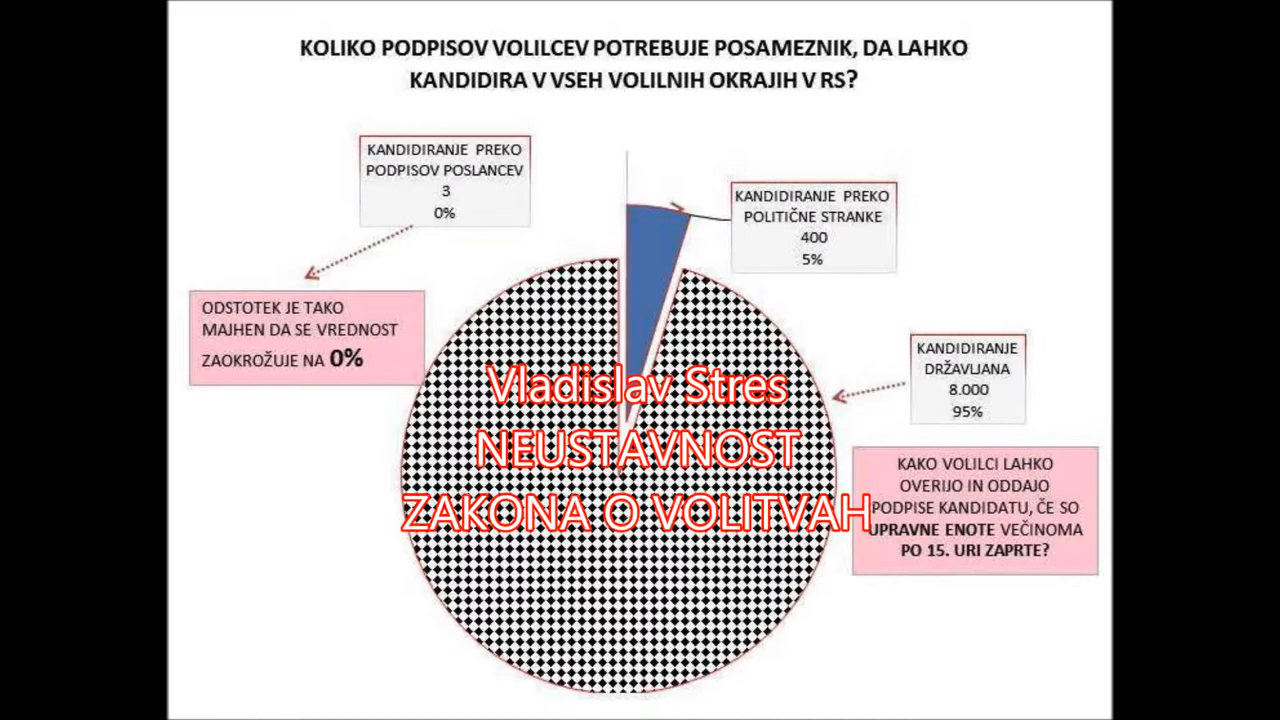 KOLIKO PODPISOV VOLILCEV POTREBUJE POSAMEZNIK, DA LAHKO
KANDIDIRA V VSEH VOLILNIH OKRAJIH V RS?
KANDIDIRANJE PREKO
PODPISOV POSLANCEV
3
0%
KANDIDIRANJE PREKO
POLITIČNE STRANKE
400
5%
ODSTOTEK JE TAKO
MAJHEN DA SE VREDNOST
ZAOKROŽUJE NA 0%
KANDIDIRANJE
DRŽAVLJANA
8.000
95%
Vladislav Stres
NEUSTAVNOST
ZAKONA O VOLITVAH
KAKO VOLILCI LAHKO
OVERIJO IN ODDAJO
PODPISE KANDIDATU, ČE SO
UPRAVNE ENOTE VEČINOMA
PO 15. URI ZAPRTE?